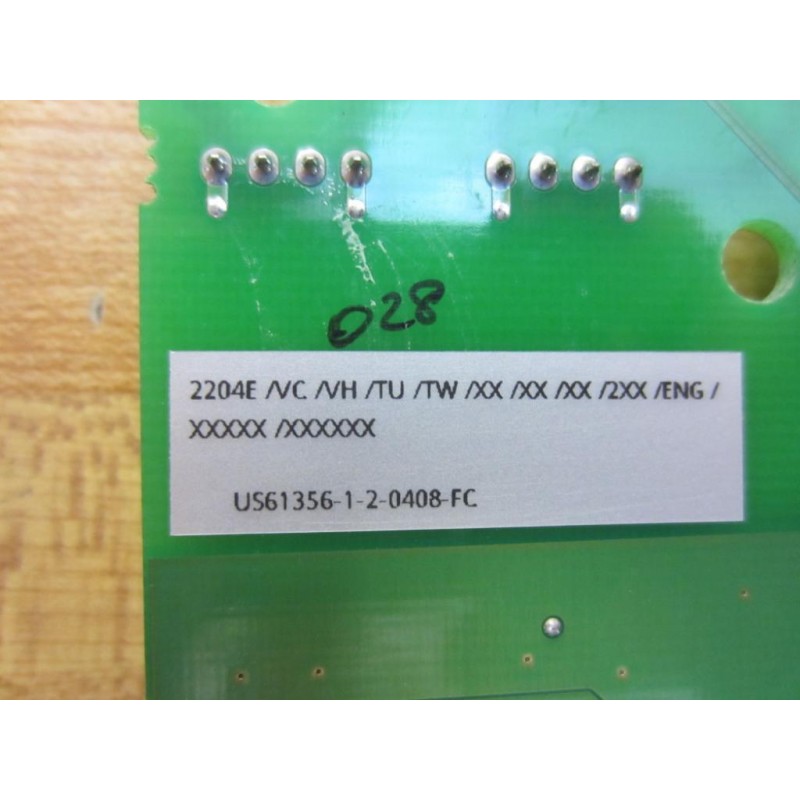 028
2204E /VC /VH /TU /TW /XX /XX /XX /2XX /ENG /
XXXXX /XXXXXX
US61356-1-2-0408-FC